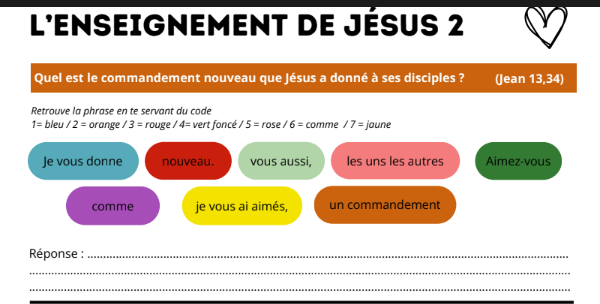 L'ENSEIGNEMENT DE JÉSUS 2
Quel est le commandement nouveau que Jésus a donné à ses disciples ? (Jean 13,34)
Retrouve la phrase en te servant du code
1= bleu / 2 = orange / 3 = rouge / 4= vert foncé / 5 = rose / 6 = comme / 7 = jaune
Je vous donne nouveau. vous aussi, les uns les autres Aimez-vous
comme je vous ai aimés, un commandement
Réponse : ................................................................
................................................................
................................................................